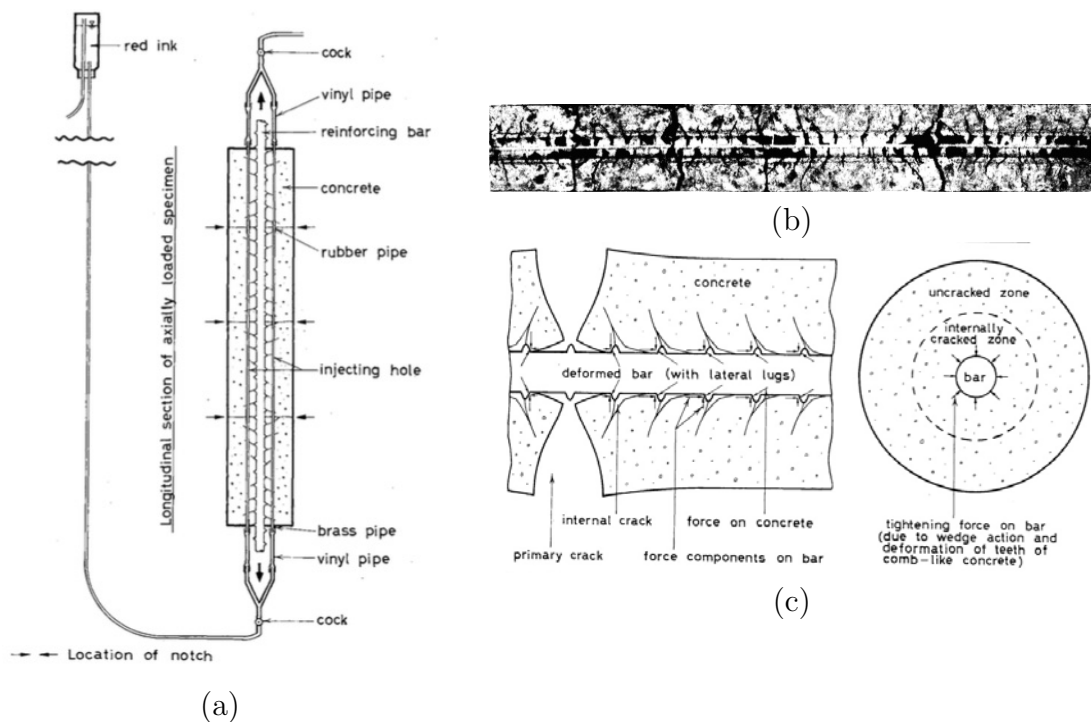 red ink
cock
vinyl pipe
reinforcing bar
concrete
rubber pipe
injecting hole
brass pipe
vinyl pipe
cock
Longitudinal section of axially loaded specimen
Location of notch
(a)
(b)
concrete
deformed bar (with lateral lugs)
internal crack
force on concrete
primary crack
force components on bar
uncracked zone
internally
cracked zone
bar
tightening force on bar
(due to wedge action and
deformation of teeth of
comb-like concrete)
(c)